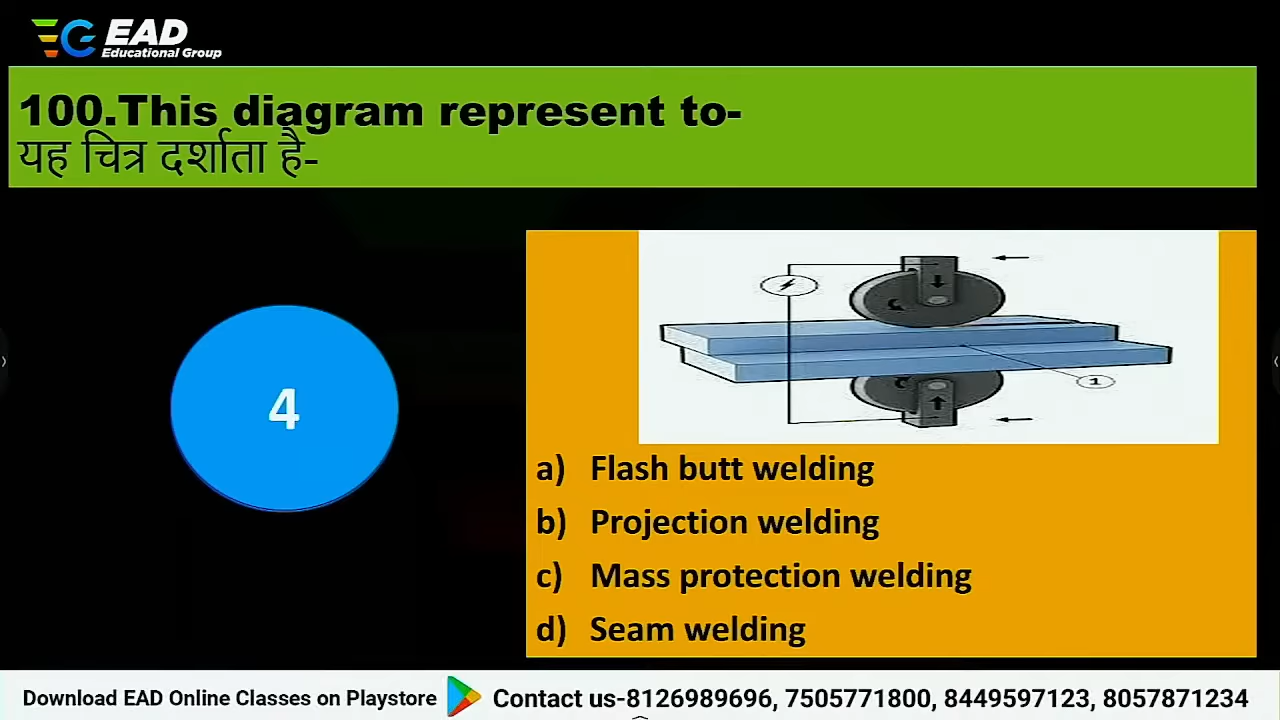 EAD
Educational Group
100.This diagram represent to-
यह चित्र दर्शाता है-
4
1
a) Flash butt welding
b) Projection welding
c) Mass protection welding
d) Seam welding
Download EAD Online Classes on Playstore Contact us-8126989696, 7505771800, 8449597123, 8057871234